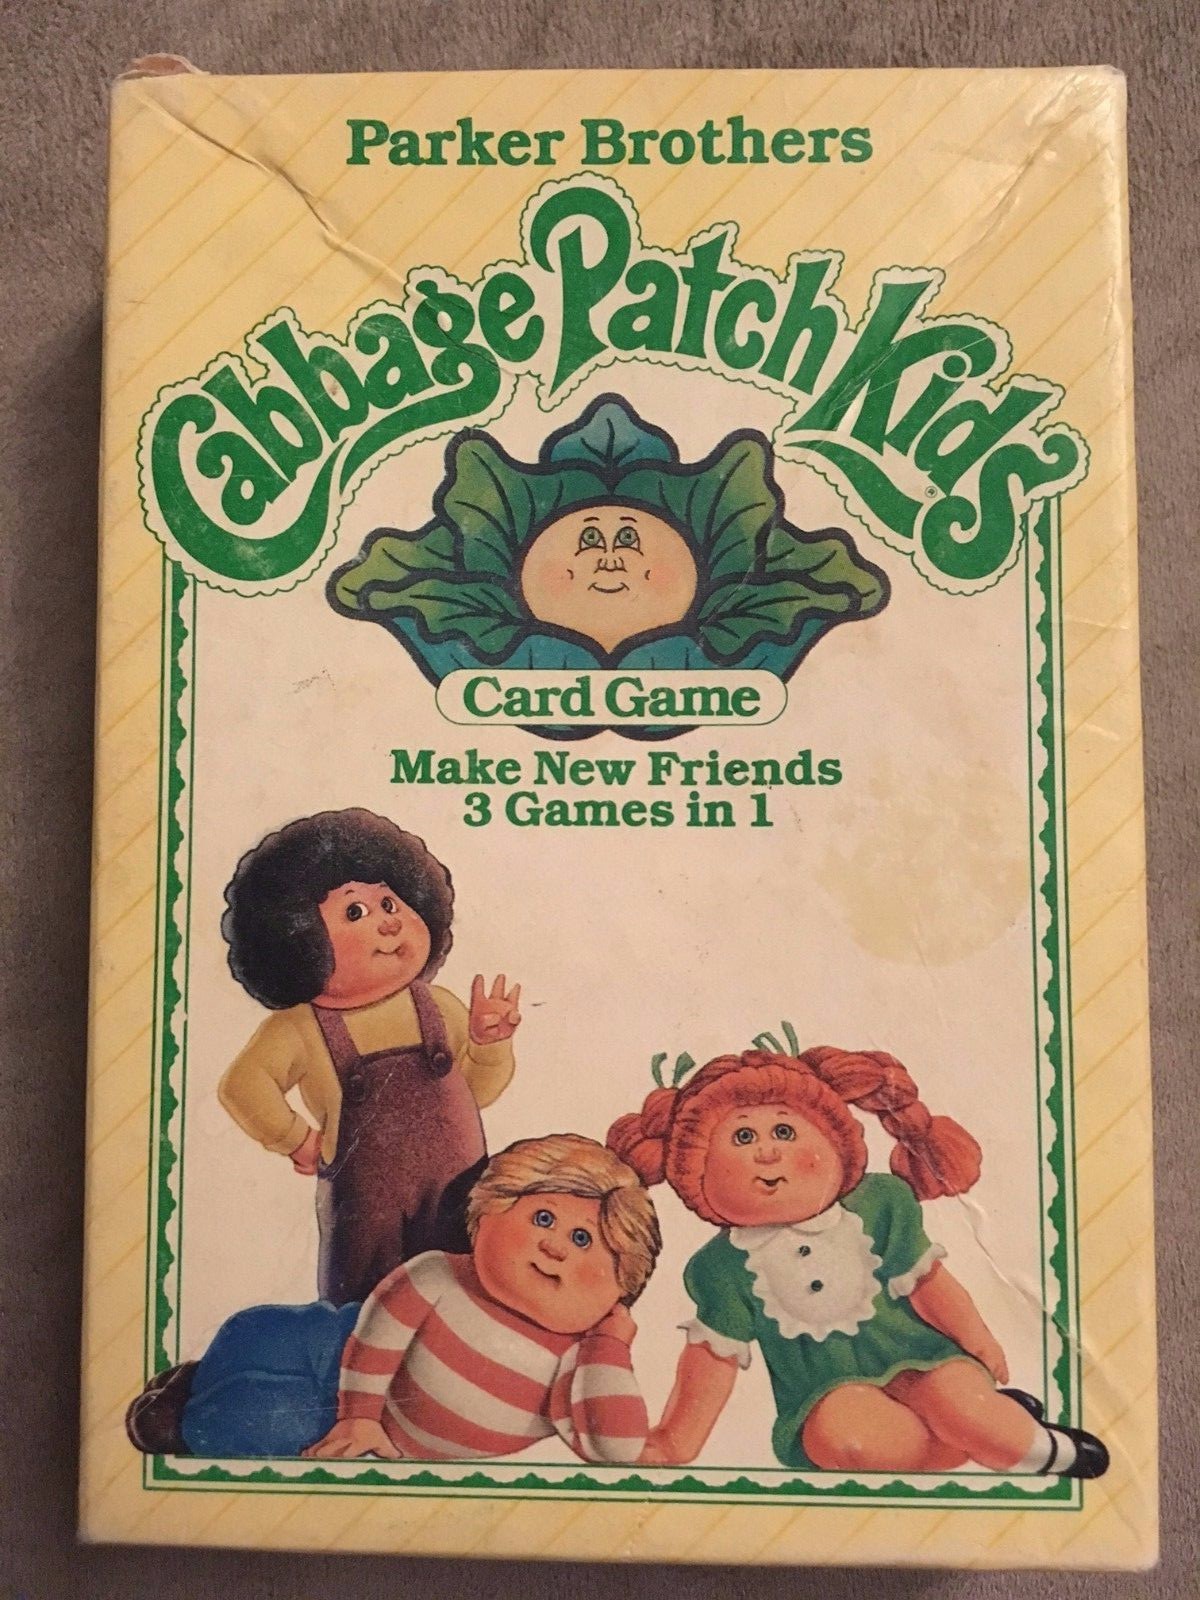 Parker Brothers
Cabbage Patch Kids®
Card Game
Make New Friends
3 Games in 1